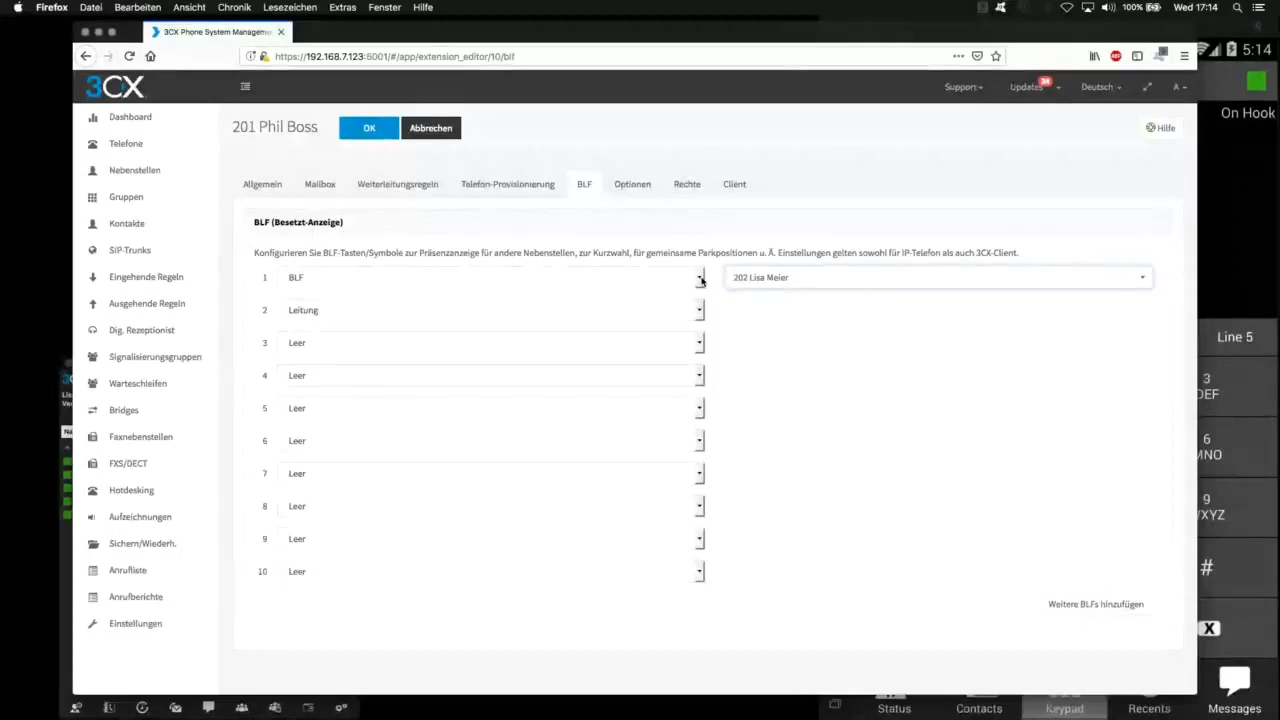 Firefox Datei Bearbeiten Ansicht Chronik Lesezeichen Extras Fenster Hilfe 100% Wed 17:14
3CX Phone System Manageme
https://192.168.7.123:5001/#/app/extension_editor/10/blf
5:14
3CX Support Updates 34 Deutsch A
On Hook
201 Phil Boss OK Abbrechen Hilfe
Dashboard
Telefone
Nebenstellen
Gruppen
Kontakte
SIP-Trunks
Eingehende Regeln
Ausgehende Regeln
Dig. Rezeptionist
Signalisierungsgruppen
Warteschleifen
Bridges
Faxnebenstellen
FXS/DECT
Hotdesking
Aufzeichnungen
Sichern/Wiederh.
Anrufliste
Anrufberichte
Einstellungen
Allgemein Mailbox Weiterleitungsregeln Telefon-Provisionierung BLF Optionen Rechte Client
BLF (Besetzt-Anzeige)
Konfigurieren Sie BLF-Tasten/Symbole zur Präsenzanzeige für andere Nebenstellen, zur Kurzwahl, für gemeinsame Parkpositionen u. Ä. Einstellungen gelten sowohl für IP-Telefon als auch 3CX-Client.
1 BLF 202 Lisa Meier
2 Leitung
3 Leer
4 Leer
5 Leer
6 Leer
7 Leer
8 Leer
9 Leer
10 Leer
Weitere BLFs hinzufügen
Line 5
3
DEF
6
MNO
9
WXYZ
#
X
Status Contacts Keypad Recents Messages